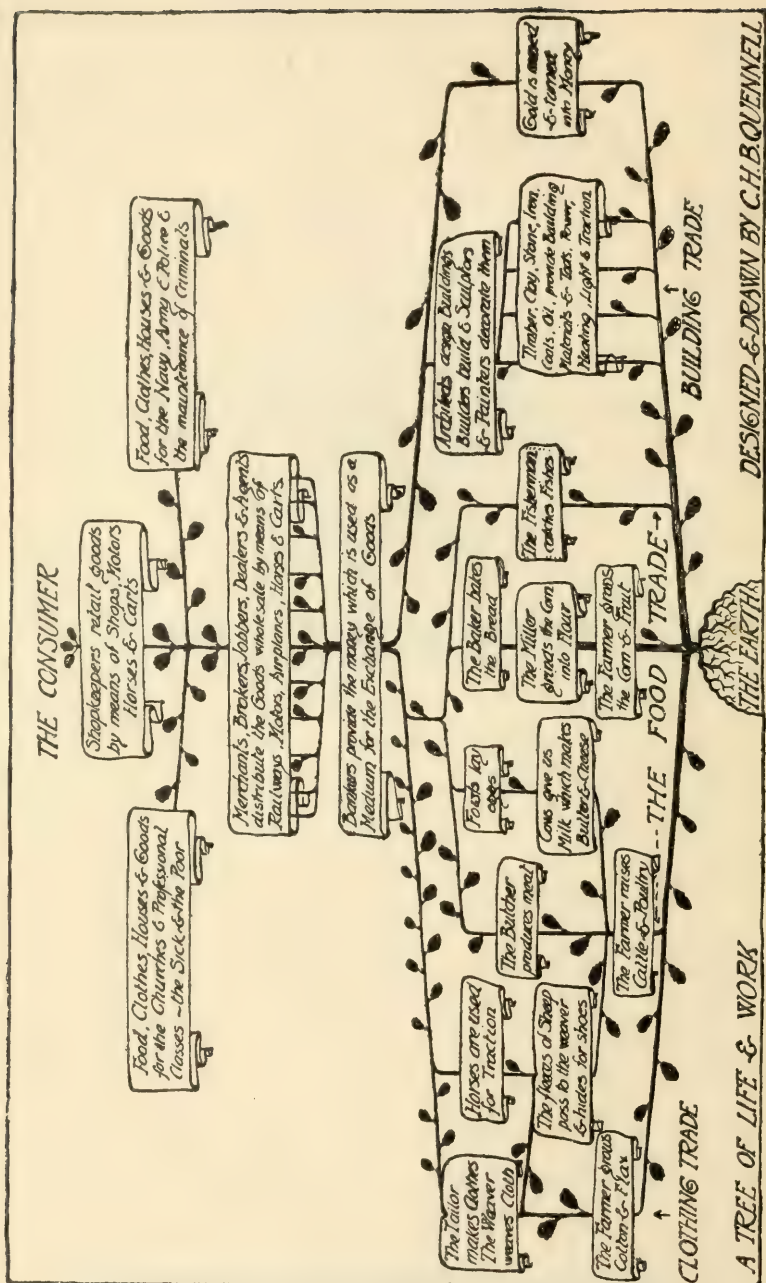 THE CONSUMER
Shopkeepers retail goods
by means of Shops, Motors
Horses & Carts
Food, Clothes, Houses & Goods
for the Churches & Professional
Classes ~ the Sick & the Poor
Food, Clothes, Houses & Goods
for the Navy, Army & Police &
the maintenance of Criminals
Merchants, Brokers, Jobbers, Dealers & Agents
distribute the Goods wholesale by means of
Railways, Motors, Airplanes, Horses & Carts.
Bankers provide the money which is used as a
Medium for the Exchange of Goods
The Tailor
makes Clothes
The Weaver
weaves Cloth
Horses are used
for Traction
The fleeces of Sheep
pass to the weaver
& hides for shoes
The Farmer grows
Cotton & Flax
The Butcher
produces meat
Fowls lay
eggs
Cows give us
Milk which makes
Butter & Cheese
The Farmer raises
Cattle & Poultry
The Baker bakes
the Bread
The Miller
grinds the Corn
into Flour
The Farmer grows
the Corn & Fruit
The Fisherman
catches Fishes
Architects design Buildings
Builders build & Sculptors
& Painters decorate them
Timber, Clay, Stone, Iron,
Coals, Oil, provide Building
Materials & Tools, Power,
Heating, Light & Traction
Gold is mined
& turned
into Money
CLOTHING TRADE
THE FOOD TRADE
BUILDING TRADE
THE EARTH
A TREE OF LIFE & WORK
DESIGNED & DRAWN BY C.H.B. QUENNELL